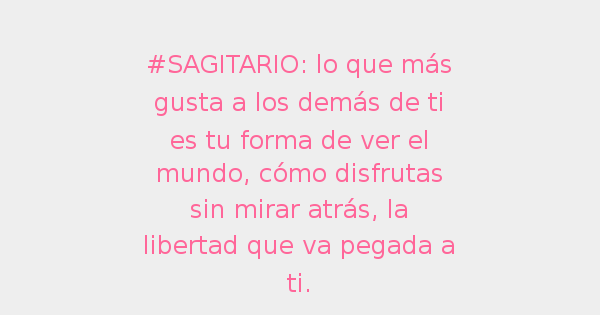 #SAGITARIO: lo que más
gusta a los demás de ti
es tu forma de ver el
mundo, cómo disfrutas
sin mirar atrás, la
libertad que va pegada a
ti.